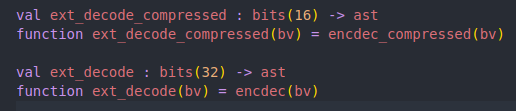 val ext_decode_compressed : bits(16) -> ast
function ext_decode_compressed(bv) = encdec_compressed(bv)
val ext_decode : bits(32) -> ast
function ext_decode(bv) = encdec(bv)